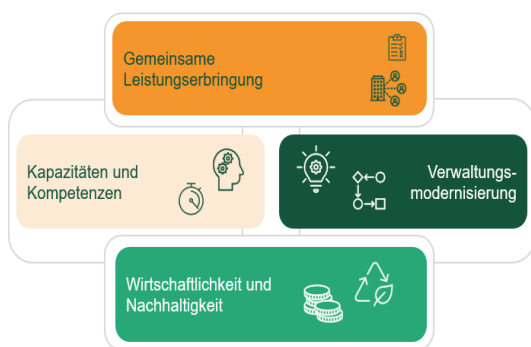 Gemeinsame
Leistungserbringung
Kapazitäten und
Kompetenzen
Verwaltungs-
modernisierung
Wirtschaftlichkeit und
Nachhaltigkeit